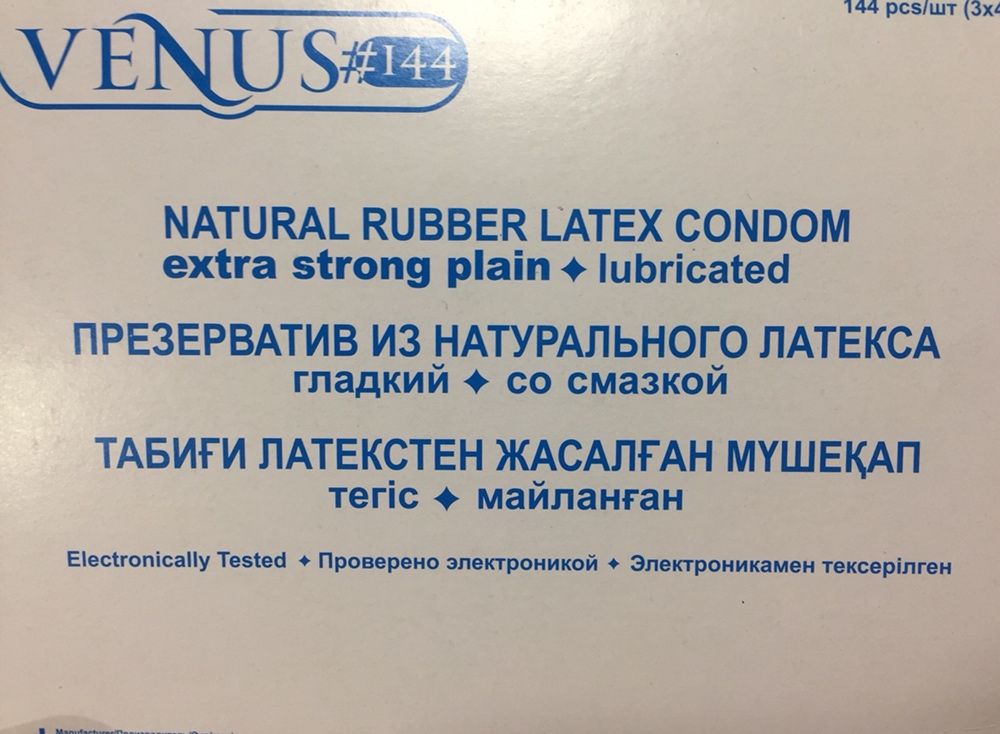 144 pcs/шт (3x4
VENUS #144
NATURAL RUBBER LATEX CONDOM
extra strong plain ✦ lubricated
ПРЕЗЕРВАТИВ ИЗ НАТУРАЛЬНОГО ЛАТЕКСА
гладкий ✦ со смазкой
ТАБИҒИ ЛАТЕКСТЕН ЖАСАЛҒАН МҮШЕҚАП
тегіс ✦ майланған
Electronically Tested ✦ Проверено электроникой ✦ Электроникамен тексерілген